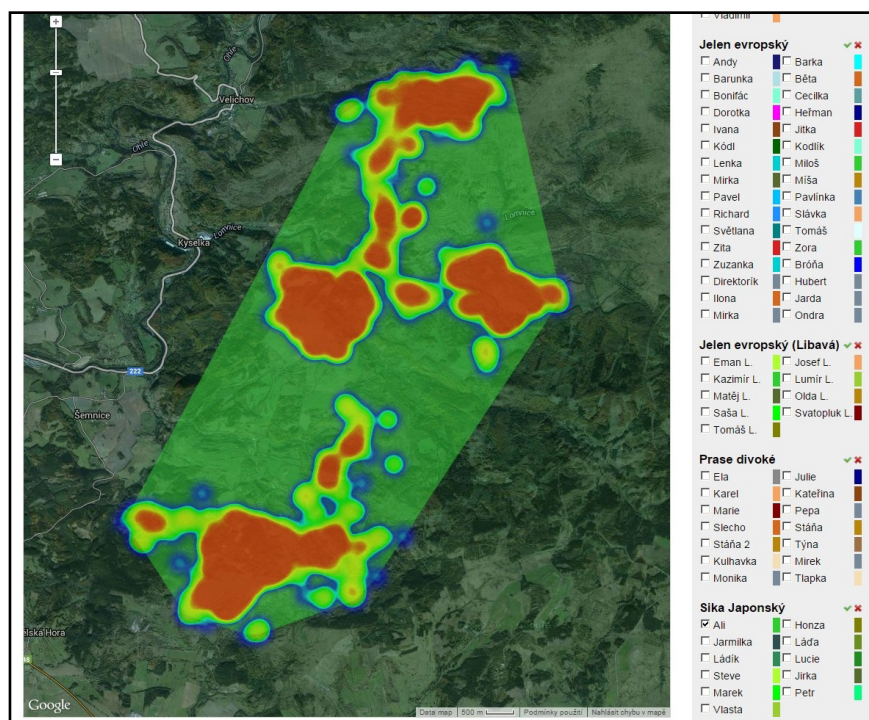 Vladimír
Jelen evropský
Andy Barka
Barunka Běta
Bonifác Cecilka
Dorotka Heřman
Ivana Jitka
Kódl Kodlík
Lenka Miloš
Mirka Míša
Pavel Pavlínka
Richard Slávka
Světlana Tomáš
Zita Zora
Zuzanka Bróňa
Direktorík Hubert
Ilona Jarda
Mirka Ondra
Jelen evropský (Libavá)
Eman L. Josef L.
Kazimír L. Lumír L.
Matěj L. Olda L.
Saša L. Svatopluk L.
Tomáš L.
Prase divoké
Ela Julie
Karel Kateřina
Marie Pepa
Slecho Stáňa
Stáňa 2 Týna
Kulhavka Mirek
Monika Tlapka
Sika Japonský
Ali Honza
Jarmilka Láďa
Ládík Lucie
Steve Jirka
Marek Petr
Vlasta
Ohře
Velichov
Ohře
Lomnice
Lomnice
Kyselka
222
Šemnice
elská Hora
Google
Data map 500 m Podmínky použití Nahlásit chybu v mapě